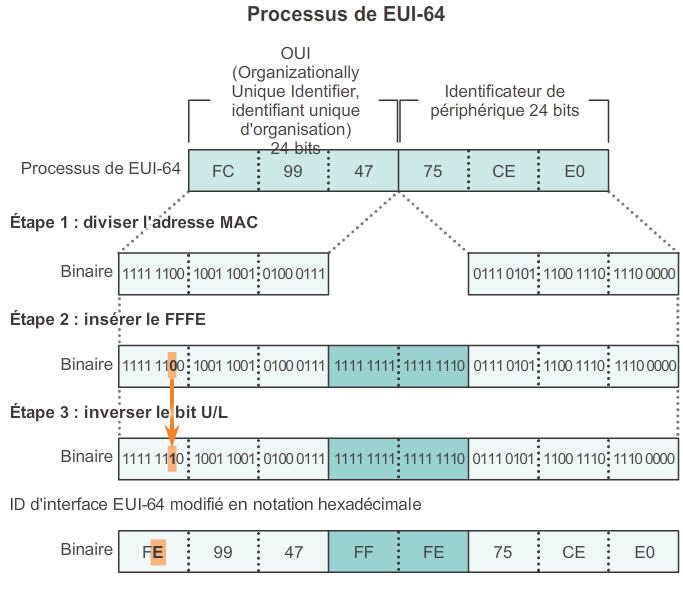 Processus de EUI-64
OUI
(Organizationally
Unique Identifier,
identifiant unique
d'organisation)
24 bits
Identificateur de
périphérique 24 bits
Processus de EUI-64 FC 99 47 75 CE E0
Étape 1 : diviser l'adresse MAC
Binaire 1111 1100 1001 1001 0100 0111 0111 0101 1100 1110 1110 0000
Étape 2 : insérer le FFFE
Binaire 1111 1100 1001 1001 0100 0111 1111 1111 1111 1110 0111 0101 1100 1110 1110 0000
Étape 3 : inverser le bit U/L
Binaire 1111 1110 1001 1001 0100 0111 1111 1111 1111 1110 0111 0101 1100 1110 1110 0000
ID d'interface EUI-64 modifié en notation hexadécimale
Binaire FE 99 47 FF FE 75 CE E0